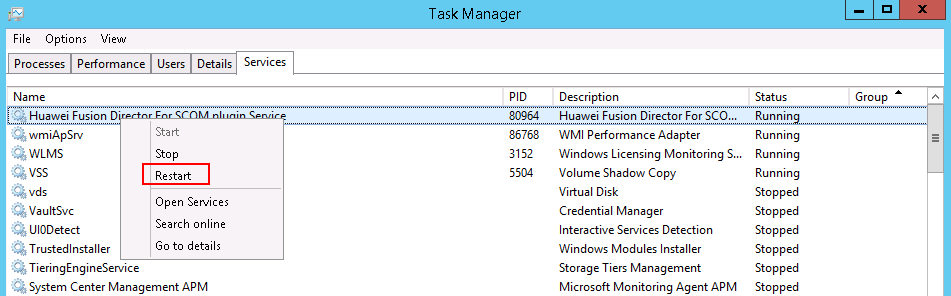 Task Manager
File Options View
Processes Performance Users Details Services
Name PID Description Status Group
Huawei Fusion Director For SCOM plugin Service 80964 Huawei Fusion Director For SCO... Running
wmiApSrv 86768 WMI Performance Adapter Running
WLMS 3152 Windows Licensing Monitoring S... Running
VSS 5504 Volume Shadow Copy Running
vds Virtual Disk Stopped
VaultSvc Credential Manager Stopped
UI0Detect Interactive Services Detection Stopped
TrustedInstaller Windows Modules Installer Stopped
TieringEngineService Storage Tiers Management Stopped
System Center Management APM Microsoft Monitoring Agent APM Stopped
Start
Stop
Restart
Open Services
Search online
Go to details